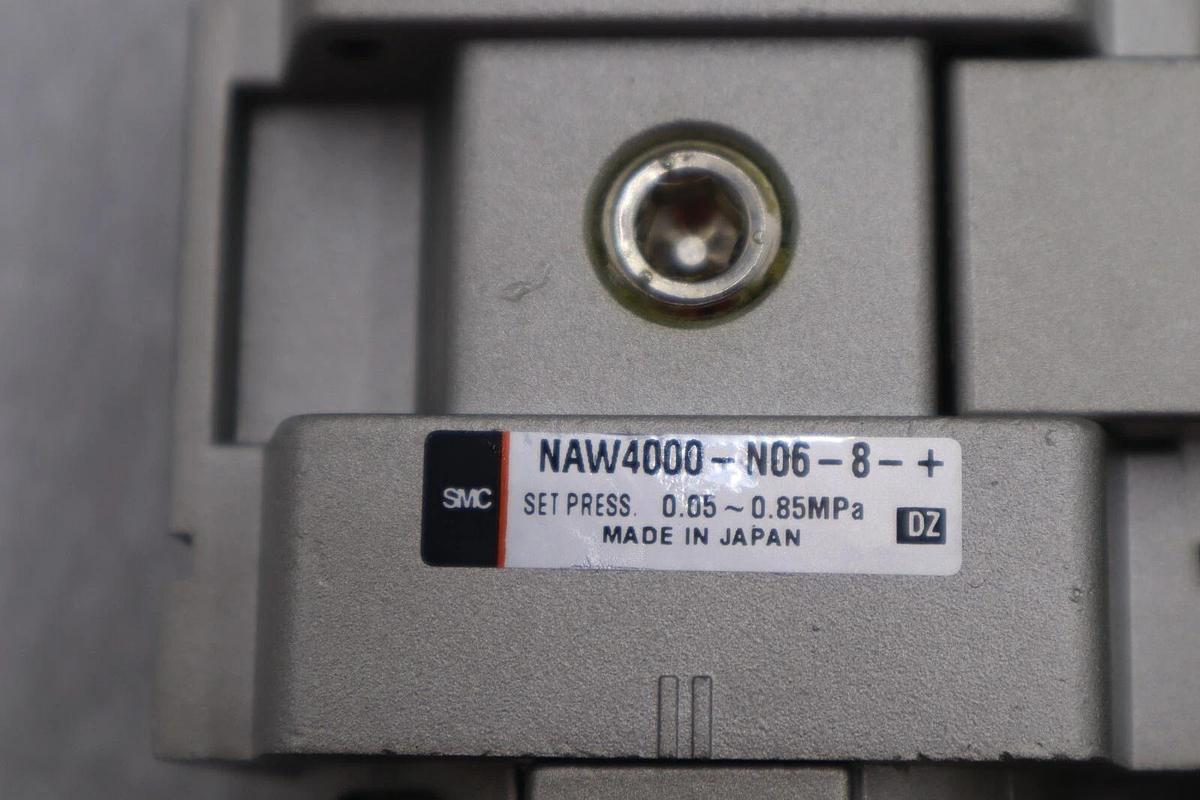 NAW4000-N06-8-+
SMC
SET PRESS. 0.05~0.85MPa
DZ
MADE IN JAPAN